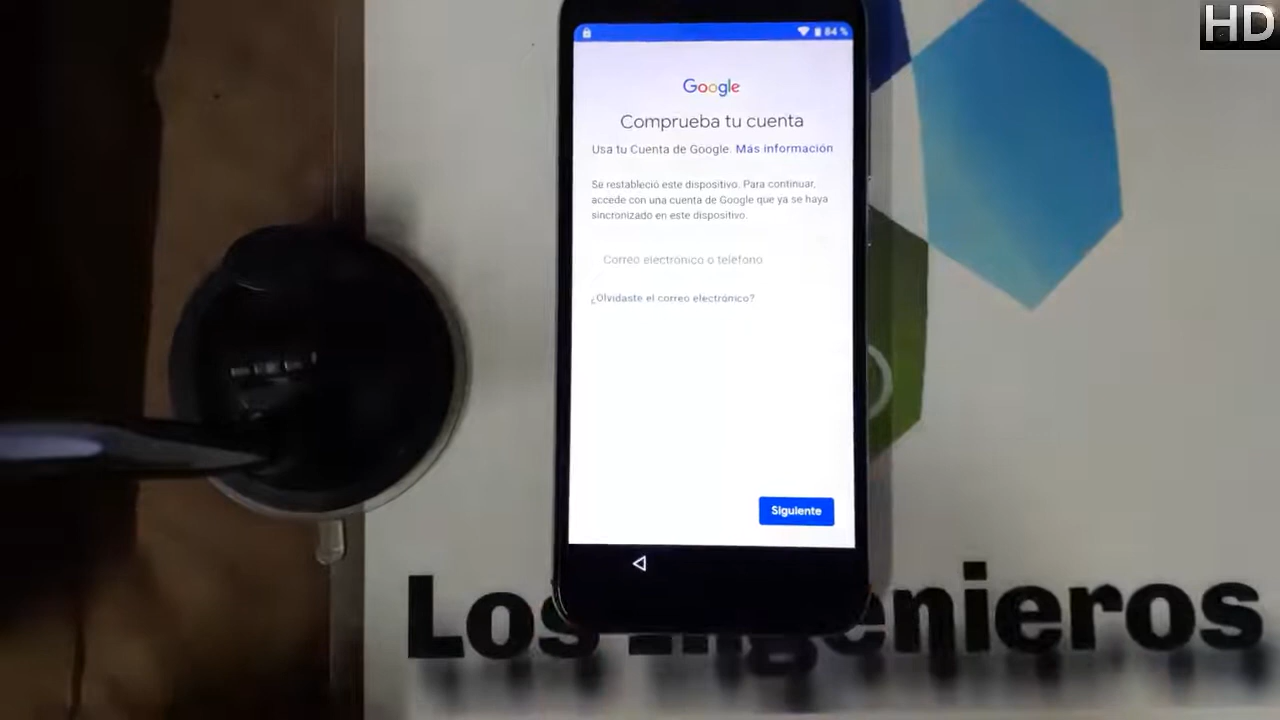 HD
84 %
Google
Comprueba tu cuenta
Usa tu Cuenta de Google. Más información
Se restableció este dispositivo. Para continuar,
accede con una cuenta de Google que ya se haya
sincronizado en este dispositivo.
Correo electrónico o teléfono
¿Olvidaste el correo electrónico?
Siguiente
Los Ingenieros